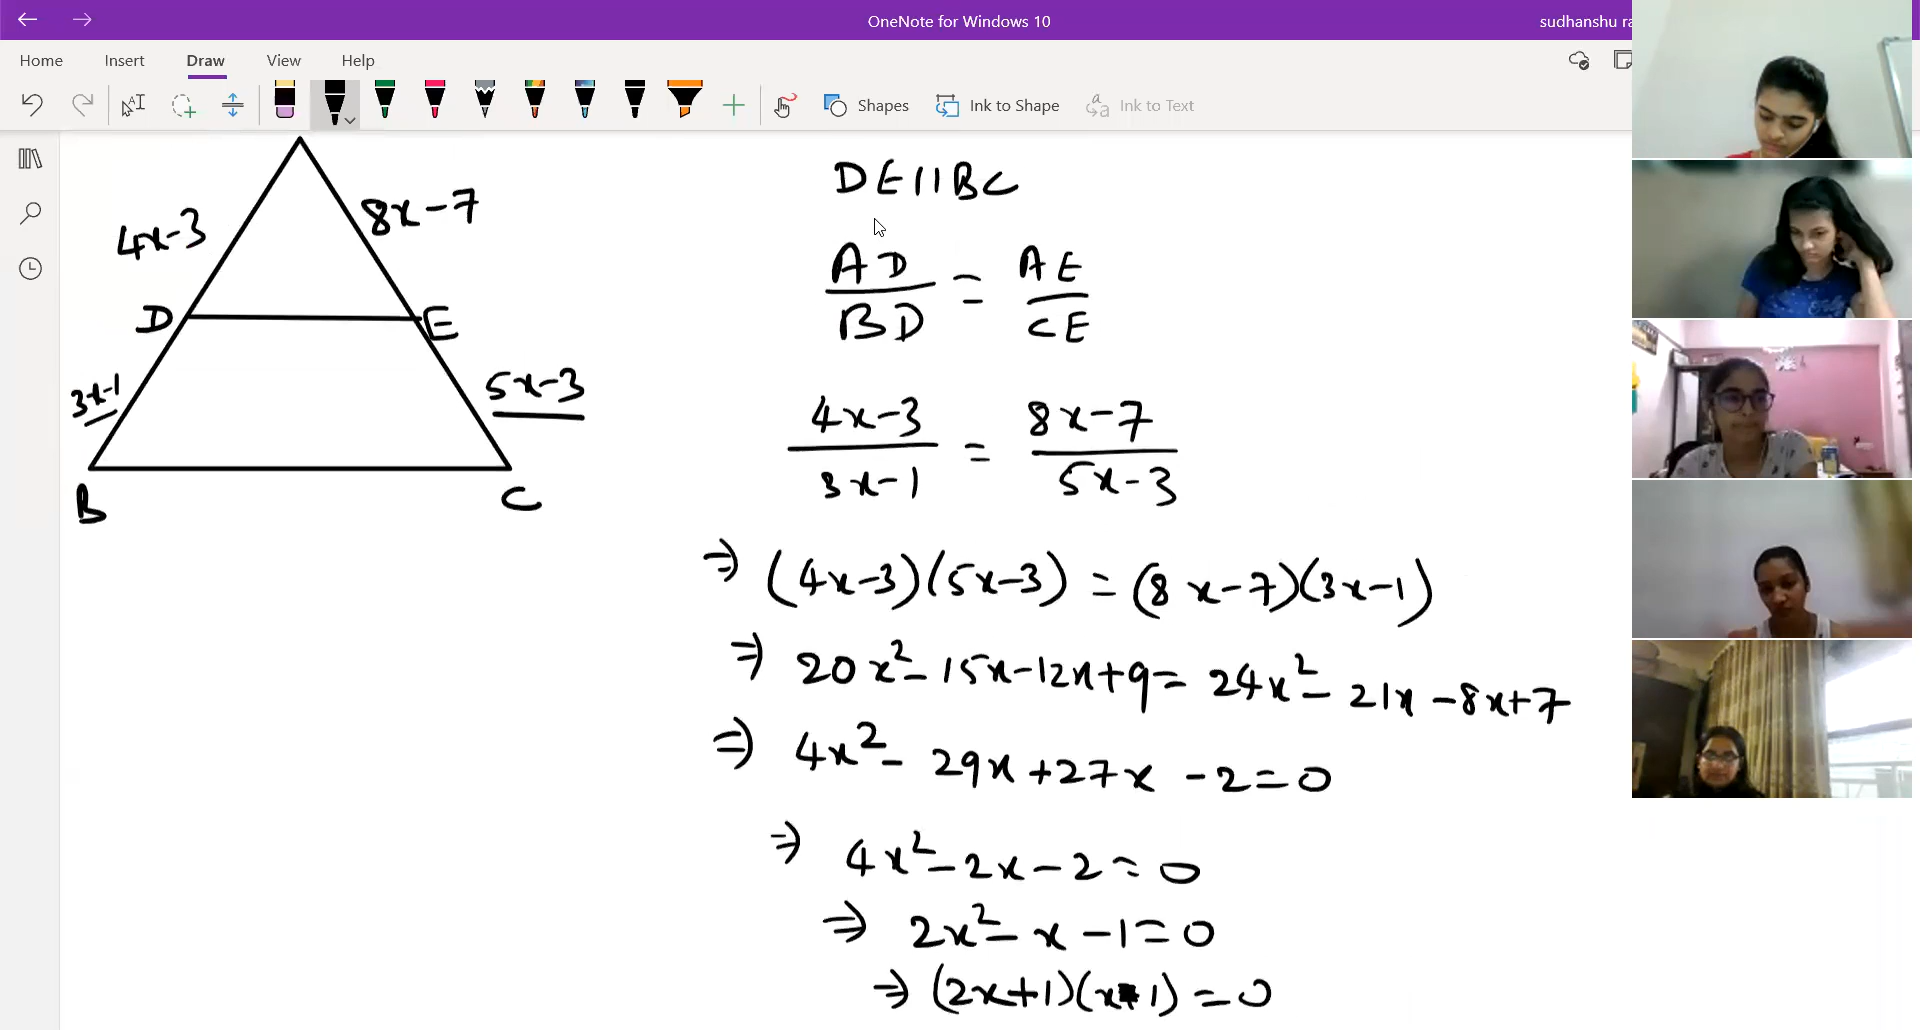 OneNote for Windows 10
sudhanshu ra
Home Insert Draw View Help
Shapes Ink to Shape Ink to Text
4x-3
8x-7
D
E
3x-1
5x-3
B
C
DE||BC
AD/BD = AE/CE
4x-3/3x-1 = 8x-7/5x-3
⇒ (4x-3)(5x-3) = (8x-7)(3x-1)
⇒ 20x²-15x-12x+9 = 24x²-21x-8x+7
⇒ 4x²-29x+27x-2=0
⇒ 4x²-2x-2=0
⇒ 2x²-x-1=0
⇒ (2x+1)(x-1)=0